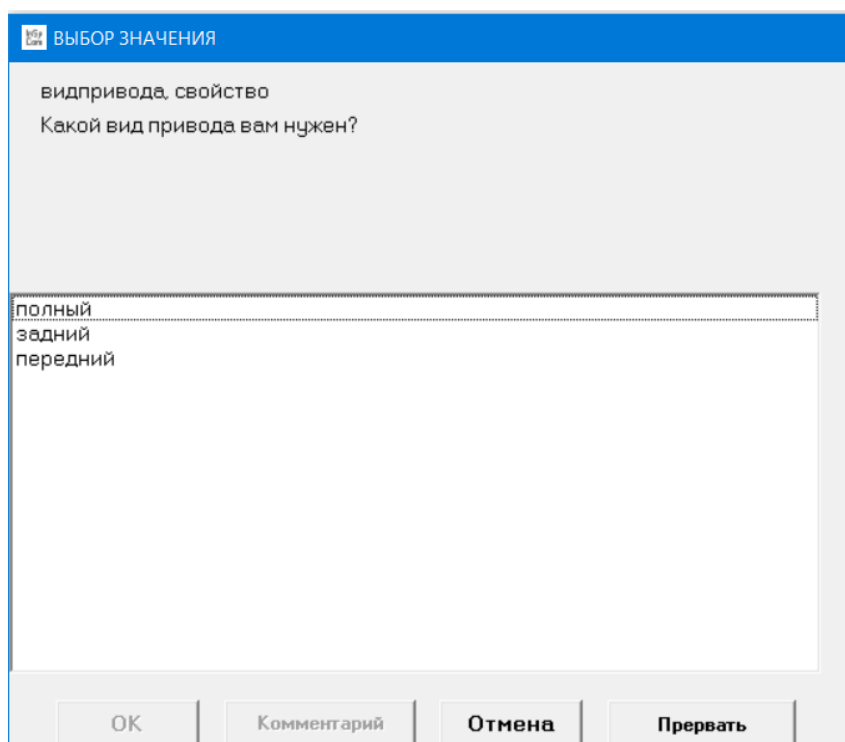 ВЫБОР ЗНАЧЕНИЯ
видпривода, свойство
Какой вид привода вам нужен?
полный
задний
передний
OK
Комментарий
Отмена
Прервать